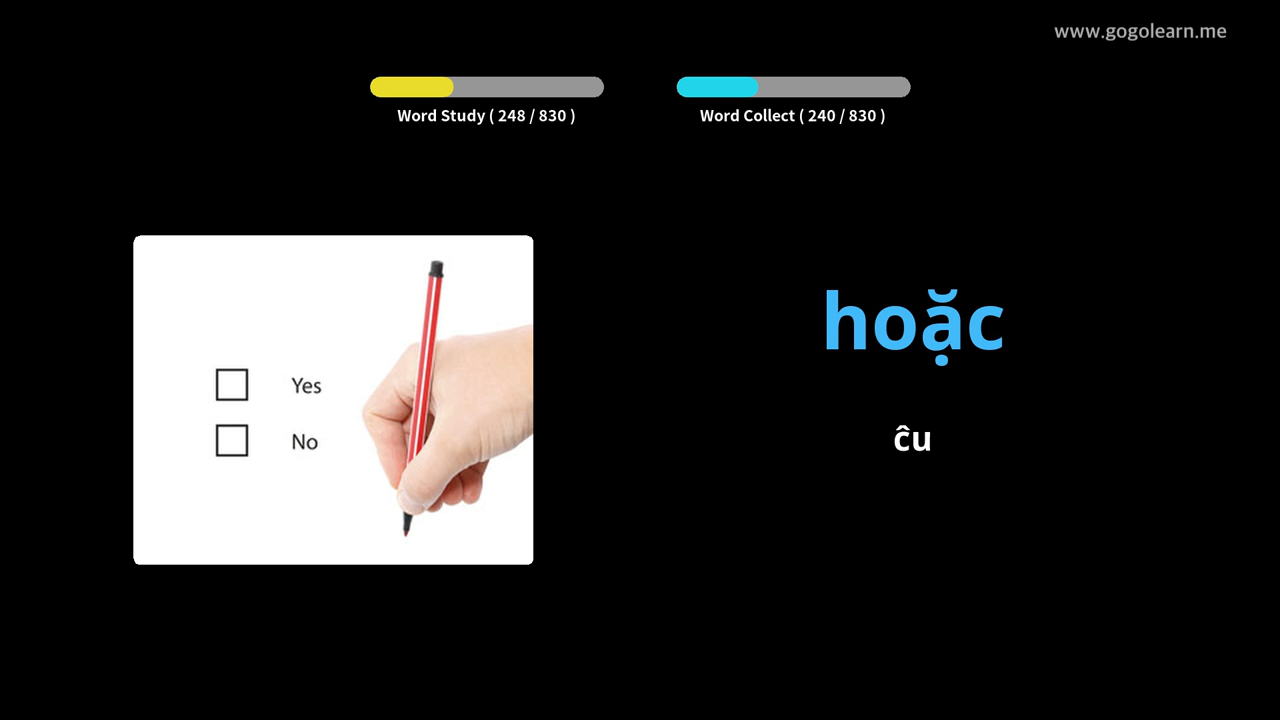 www.gogolearn.me
Word Study ( 248 / 830 )
Word Collect ( 240 / 830 )
Yes
No
hoặc
ĉu